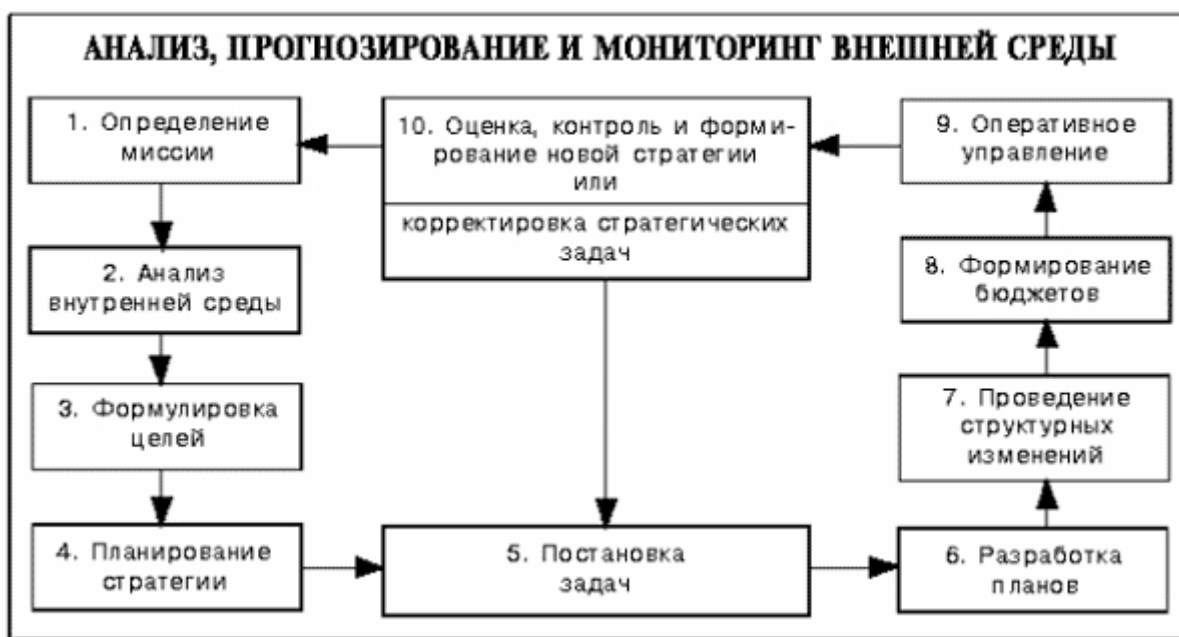 АНАЛИЗ, ПРОГНОЗИРОВАНИЕ И МОНИТОРИНГ ВНЕШНЕЙ СРЕДЫ
1. Определение
миссии
2. Анализ
внутренней среды
3. Формулировка
целей
4. Планирование
стратегии
5. Постановка
задач
6. Разработка
планов
7. Проведение
структурных
изменений
8. Формирование
бюджетов
9. Оперативное
управление
10. Оценка, контроль и форми-
рование новой стратегии
или
корректировка стратегических
задач